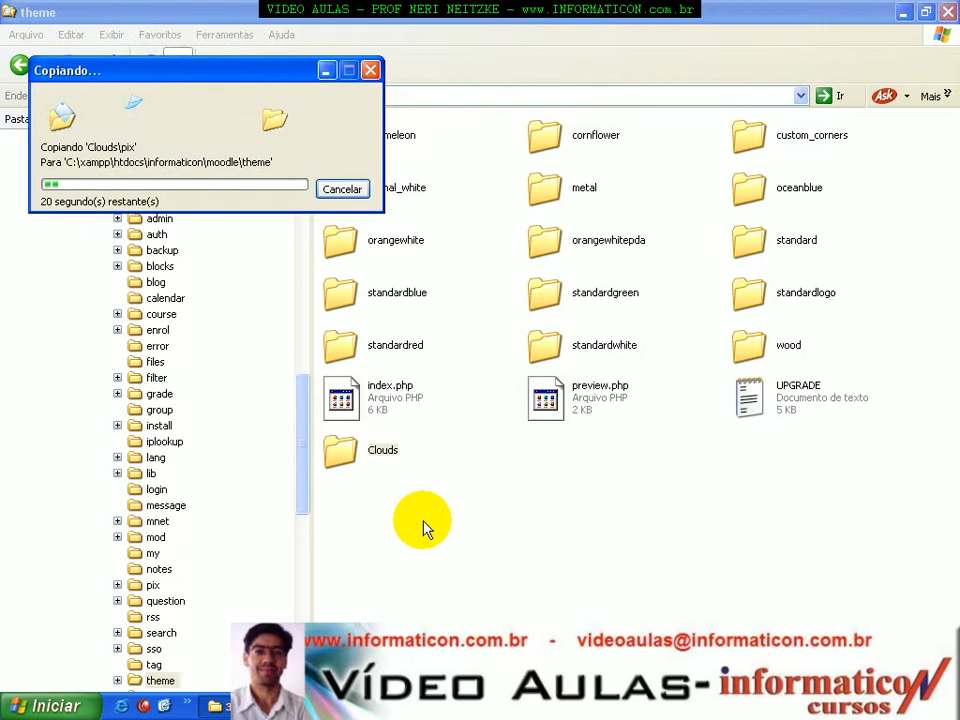 theme
VIDEO AULAS - PROF NERI NEITZKE - www.INFORMATICON.com.br
Arquivo Editar Exibir Favoritos Ferramentas Ajuda
Copiando...
Ir
Ask
Mais
Copiando 'Clouds\pix'
Para 'C:\xampp\htdocs\informaticon\moodle\theme'
Cancelar
20 segundo(s) restante(s)
cornflower
custom_corners
metal
oceanblue
orangewhite
orangewhitepda
standard
standardblue
standardgreen
standardlogo
standardred
standardwhite
wood
index.php
Arquivo PHP
6 KB
preview.php
Arquivo PHP
2 KB
UPGRADE
Documento de texto
5 KB
Clouds
admin
auth
backup
blocks
blog
calendar
course
enrol
error
files
filter
grade
group
install
iplookup
lang
lib
login
message
mnet
mod
my
notes
pix
question
rss
search
sso
tag
theme
www.informaticon.com.br - videoaulas@informaticon.com.br
VÍDEO AULAS- informaticon
cursos
Iniciar